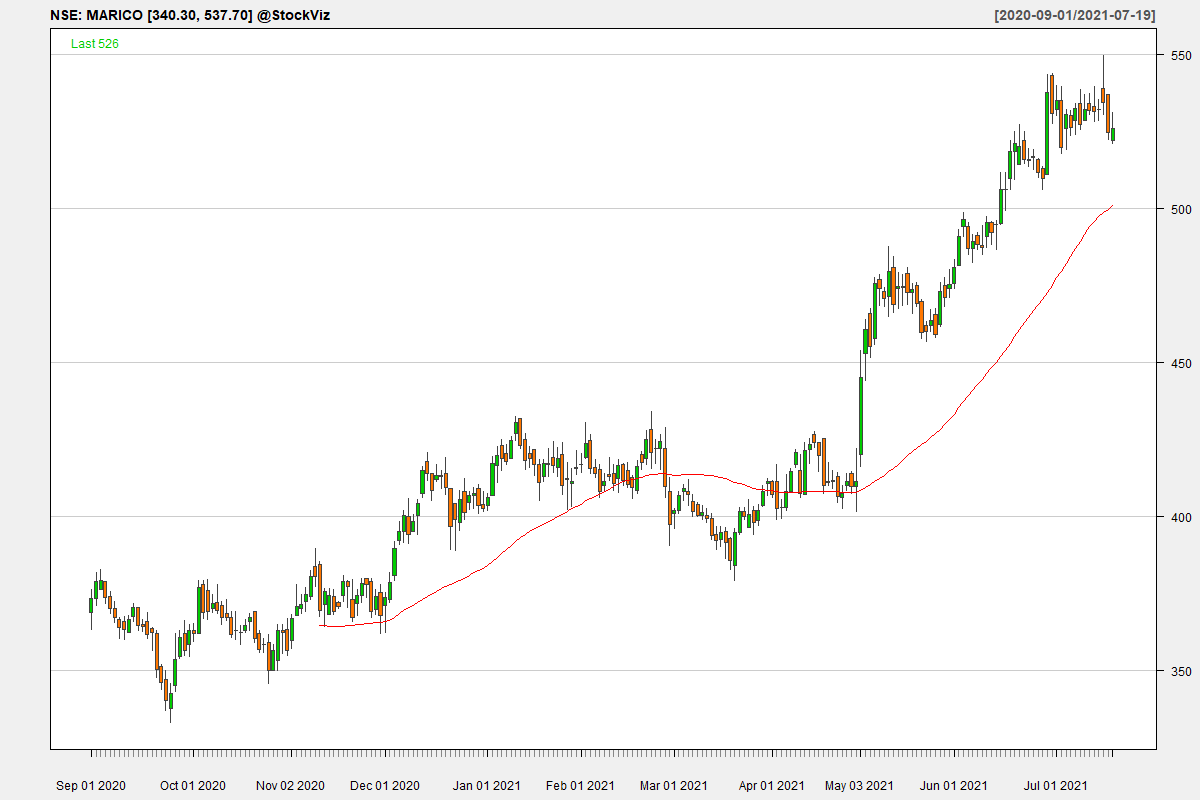 NSE: MARICO [340.30, 537.70] @StockViz [2020-09-01/2021-07-19]
Last 526
550
500
450
400
350
Sep 01 2020 Oct 01 2020 Nov 02 2020 Dec 01 2020 Jan 01 2021 Feb 01 2021 Mar 01 2021 Apr 01 2021 May 03 2021 Jun 01 2021 Jul 01 2021